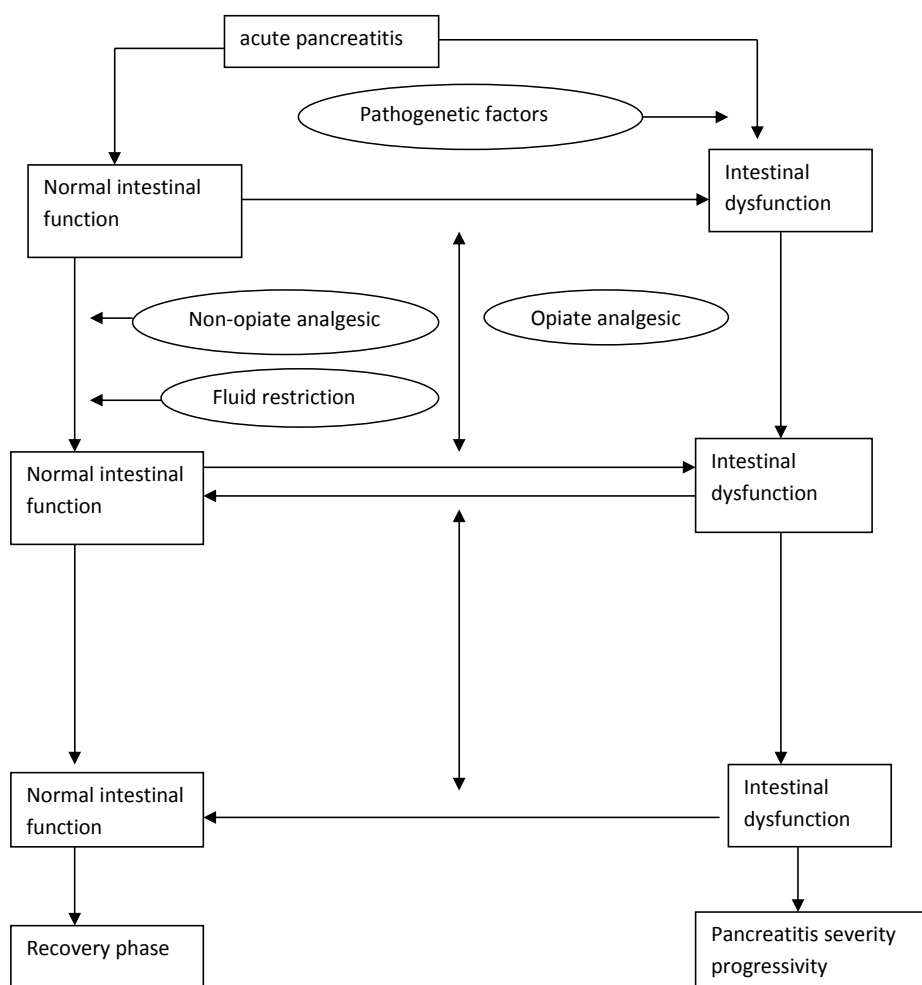 acute pancreatitis
Pathogenetic factors
Normal intestinal
function
Intestinal
dysfunction
Non-opiate analgesic
Opiate analgesic
Fluid restriction
Normal intestinal
function
Intestinal
dysfunction
Normal intestinal
function
Intestinal
dysfunction
Recovery phase
Pancreatitis severity
progressivity